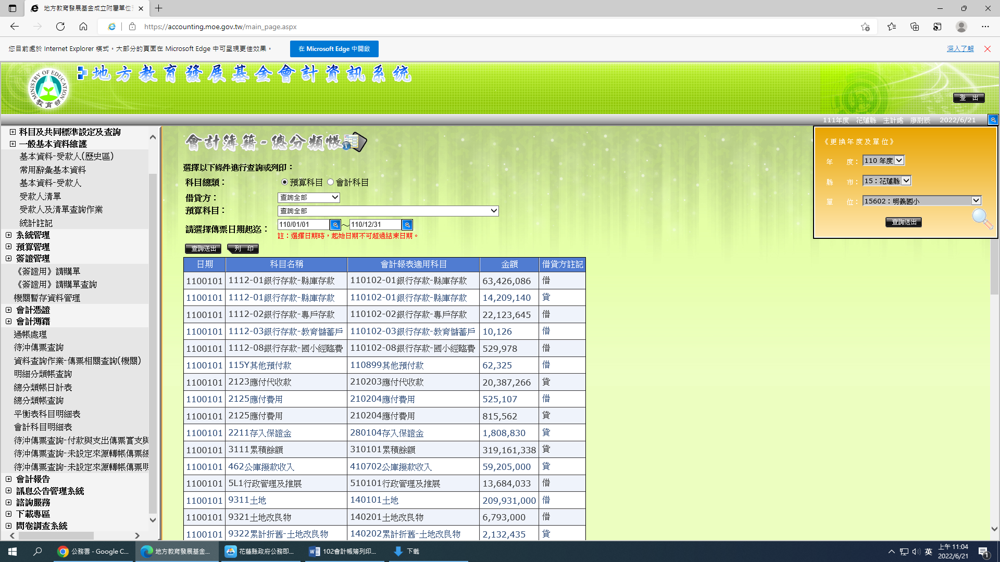 地方教育發展基金成立附屬單位
https://accounting.moe.gov.tw/main_page.aspx
您目前處於 Internet Explorer 模式。大部分的頁面在 Microsoft Edge 中可呈現更佳效果。 在 Microsoft Edge 中開啟 深入了解
地方教育發展基金會計資訊系統
MINISTRY OF EDUCATION 教育部
登 出
111年度 花蓮縣 主計處 廖尉辰 2022/6/21
科目及共同標準設定及查詢
一般基本資料維護
基本資料-受款人(歷史區)
常用辭彙基本資料
基本資料-受款人
受款人清單
受款人及清單查詢作業
統計註記
系統管理
預算管理
簽證管理
《簽證用》請購單
《簽證用》請購單查詢
機關暫存資料管理
會計憑證
會計簿籍
過帳處理
待沖傳票查詢
資料查詢作業-傳票相關查詢(機關)
明細分類帳查詢
總分類帳日計表
總分類帳查詢
平衡表科目明細表
會計科目明細表
待沖傳票查詢-付款與支出傳票實支與
待沖傳票查詢-未設定來源轉帳傳票總
待沖傳票查詢-未設定來源轉帳傳票明
會計報告
訊息公告管理系統
諮詢服務
下載專區
問卷調查系統
會計簿籍-總分類帳
選擇以下條件進行查詢或列印：
科目總類： 預算科目 會計科目
借貸方： 查詢全部
預算科目： 查詢全部
請選擇傳票日期起迄： 110/01/01 ～ 110/12/31
註：選擇日期時，起始日期不可超過結束日期。
查詢送出 列 印
日期 科目名稱 會計報表適用科目 金額 借貸方註記
1100101 1112-01銀行存款-縣庫存款 110102-01銀行存款-縣庫存款 63,426,086 借
1100101 1112-01銀行存款-縣庫存款 110102-01銀行存款-縣庫存款 14,209,140 貸
1100101 1112-02銀行存款-專戶存款 110102-02銀行存款-專戶存款 22,123,645 借
1100101 1112-03銀行存款-教育儲蓄戶 110102-03銀行存款-教育儲蓄戶 10,126 借
1100101 1112-08銀行存款-國小經臨費 110102-08銀行存款-國小經臨費 529,978 借
1100101 115Y其他預付款 110899其他預付款 62,325 借
1100101 2123應付代收款 210203應付代收款 20,387,266 貸
1100101 2125應付費用 210204應付費用 525,107 借
1100101 2125應付費用 210204應付費用 815,562 貸
1100101 2211存入保證金 280104存入保證金 1,808,830 貸
1100101 3111累積餘額 310101累積餘額 319,161,338 貸
1100101 462公庫撥款收入 410702公庫撥款收入 59,205,000 貸
1100101 5L1行政管理及推展 510101行政管理及推展 13,684,033 借
1100101 9311土地 140101土地 209,931,000 借
1100101 9321土地改良物 140201土地改良物 6,793,000 借
1100101 9322累計折舊-土地改良物 140202累計折舊-土地改良物 2,132,435 貸
《更換年度及單位》
年 度： 110 年度
縣 市： 15：花蓮縣
單 位： 15602：明義國小
查詢送出
公務雲 - Google C... 地方教育發展基金... 花蓮縣政府公務即... 102會計帳簿列印... 下載
英 上午 11:04
2022/6/21
1